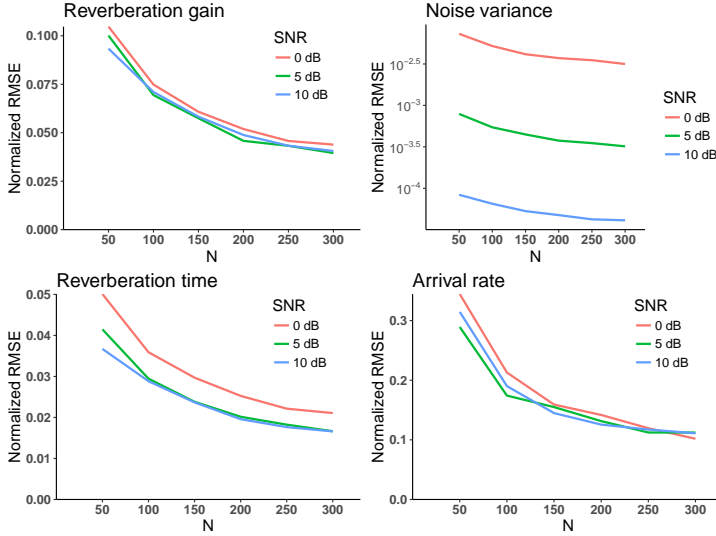 Reverberation gain
Normalized RMSE
0.100
0.075
0.050
0.025
0.000
SNR
0 dB
5 dB
10 dB
50 100 150 200 250 300
N
Noise variance
Normalized RMSE
10^−2.5
10^−3
10^−3.5
10^−4
SNR
0 dB
5 dB
10 dB
50 100 150 200 250 300
N
Reverberation time
Normalized RMSE
0.05
0.04
0.03
0.02
0.01
0.00
SNR
0 dB
5 dB
10 dB
50 100 150 200 250 300
N
Arrival rate
Normalized RMSE
0.3
0.2
0.1
0.0
SNR
0 dB
5 dB
10 dB
50 100 150 200 250 300
N